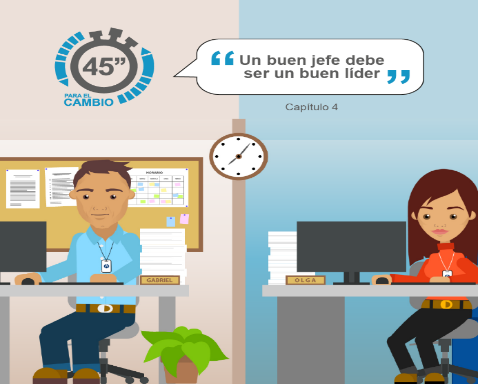 45”
PARA EL
CAMBIO
“ Un buen jefe debe
ser un buen líder ”
Capítulo 4
HORARIO
GABRIEL
OLGA